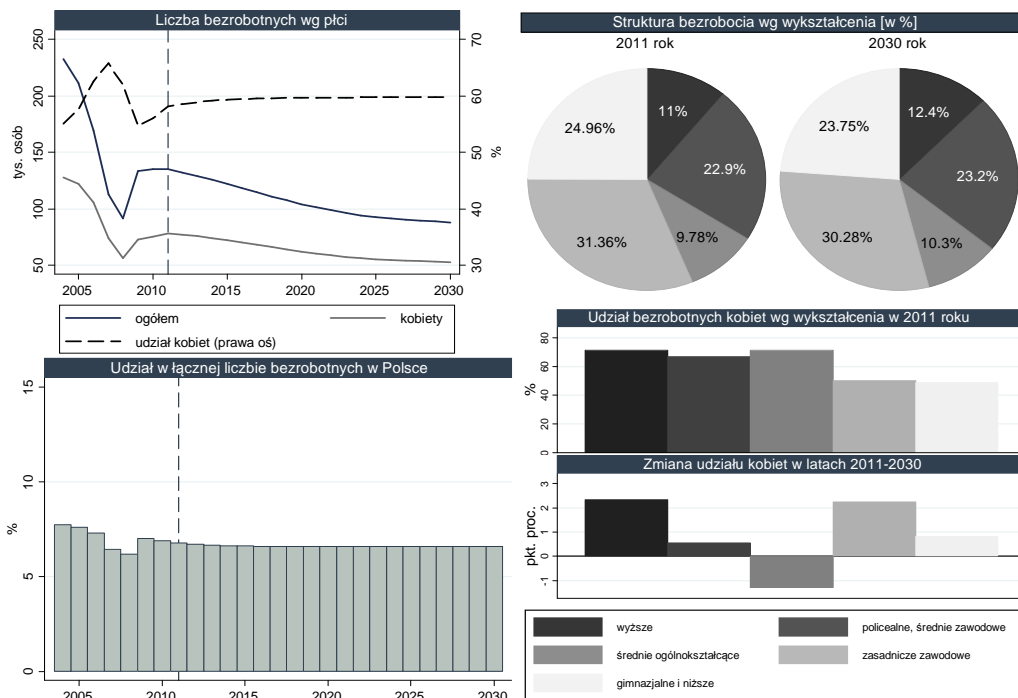 Liczba bezrobotnych wg płci
250
200
150
100
50
tys. osób
70
60
50
40
30
%
2005 2010 2015 2020 2025 2030
ogółem kobiety
udział kobiet (prawa oś)
Udział w łącznej liczbie bezrobotnych w Polsce
15
10
5
0
%
2005 2010 2015 2020 2025 2030
Struktura bezrobocia wg wykształcenia [w %]
2011 rok 2030 rok
11%
22.9%
9.78%
31.36%
24.96%
12.4%
23.2%
10.3%
30.28%
23.75%
Udział bezrobotnych kobiet wg wykształcenia w 2011 roku
80
60
40
20
0
%
Zmiana udziału kobiet w latach 2011-2030
3
2
1
0
-1
pkt. proc.
wyższe policealne, średnie zawodowe
średnie ogólnokształcące zasadnicze zawodowe
gimnazjalne i niższe